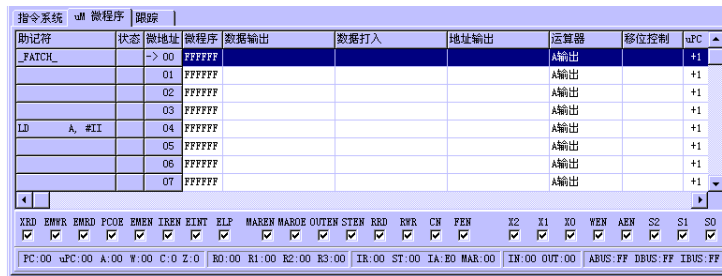 指令系统 uM 微程序 跟踪
助记符 状态 微地址 微程序 数据输出 数据打入 地址输出 运算器 移位控制 uPC
_FATCH_ -> 00 FFFFFF A输出 +1
01 FFFFFF A输出 +1
02 FFFFFF A输出 +1
03 FFFFFF A输出 +1
LD A, #II 04 FFFFFF A输出 +1
05 FFFFFF A输出 +1
06 FFFFFF A输出 +1
07 FFFFFF A输出 +1
XRD EMWR EMRD PCOE EMEN IREN EINT ELP MAREN MAROE OUTEN STEN RRD RWR CN FEN X2 X1 X0 WEN AEN S2 S1 S0
PC:00 uPC:00 A:00 W:00 C:0 Z:0 R0:00 R1:00 R2:00 R3:00 IR:00 ST:00 IA:E0 MAR:00 IN:00 OUT:00 ABUS:FF DBUS:FF IBUS:FF